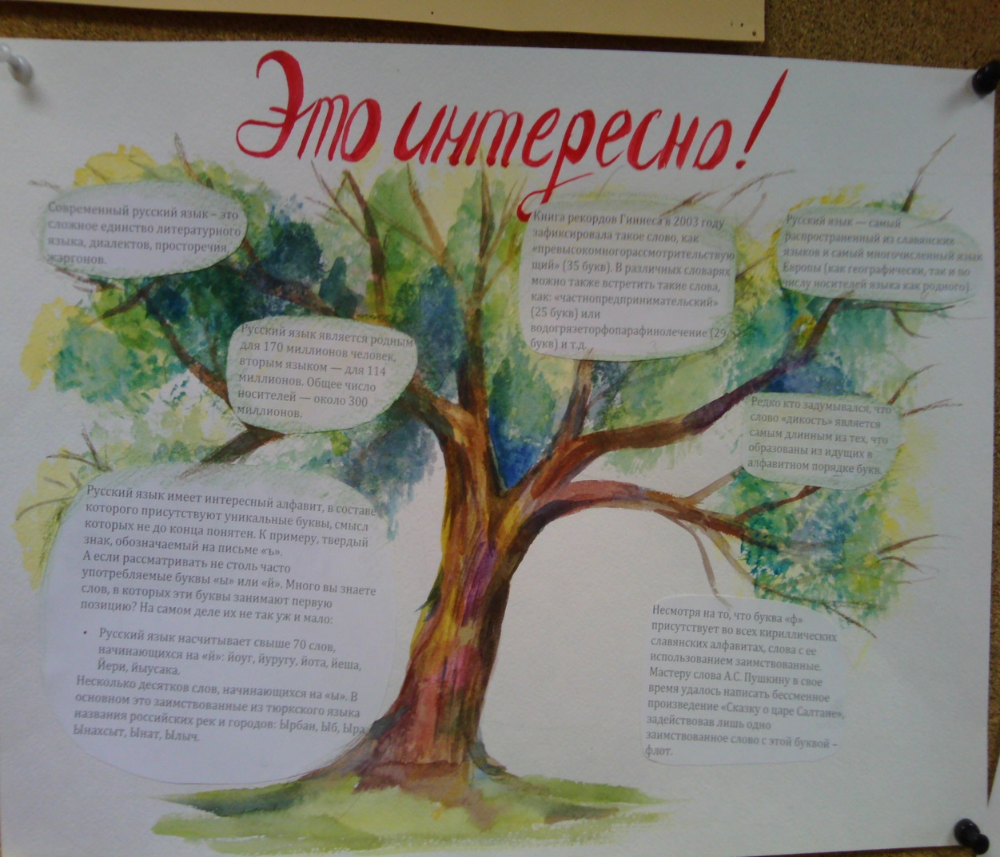 Это интересно!
Современный русский язык – это
сложное единство литературного
языка, диалектов, просторечия,
жаргонов.
Книга рекордов Гиннеса в 2003 году
зафиксировала такое слово, как
«превысокомногорассмотрительствую
щий» (35 букв). В различных словарях
можно также встретить такие слова,
как: «частнопредпринимательский»
(25 букв) или
водогрязеторфопарафинолечение (29
букв) и т.д.
Русский язык — самый
распространенный из славянских
языков и самый многочисленный язык
Европы (как географически, так и по
числу носителей языка как родного).
Русский язык является родным
для 170 миллионов человек,
вторым языком — для 114
миллионов. Общее число
носителей — около 300
миллионов.
Редко кто задумывался, что
слово «дикость» является
самым длинным из тех, что
образованы из идущих в
алфавитном порядке букв.
Русский язык имеет интересный алфавит, в составе
которого присутствуют уникальные буквы, смысл
которых не до конца понятен. К примеру, твердый
знак, обозначаемый на письме «ъ».
А если рассматривать не столь часто
употребляемые буквы «ы» или «й». Много вы знаете
слов, в которых эти буквы занимают первую
позицию? На самом деле их не так уж и мало:
• Русский язык насчитывает свыше 70 слов,
начинающихся на «й»: йоуг, йуругу, йота, йеша,
Йери, йыусака.
Несколько десятков слов, начинающихся на «ы». В
основном это заимствованные из тюркского языка
названия российских рек и городов: Ырбан, Ыб, Ыра,
Ынахсыт, Ынат, Ылыч.
Несмотря на то, что буква «ф»
присутствует во всех кириллических
славянских алфавитах, слова с ее
использованием заимствованные.
Мастеру слова А.С. Пушкину в свое
время удалось написать бессменное
произведение «Сказку о царе Салтане»,
задействовав лишь одно
заимствованное слово с этой буквой –
флот.